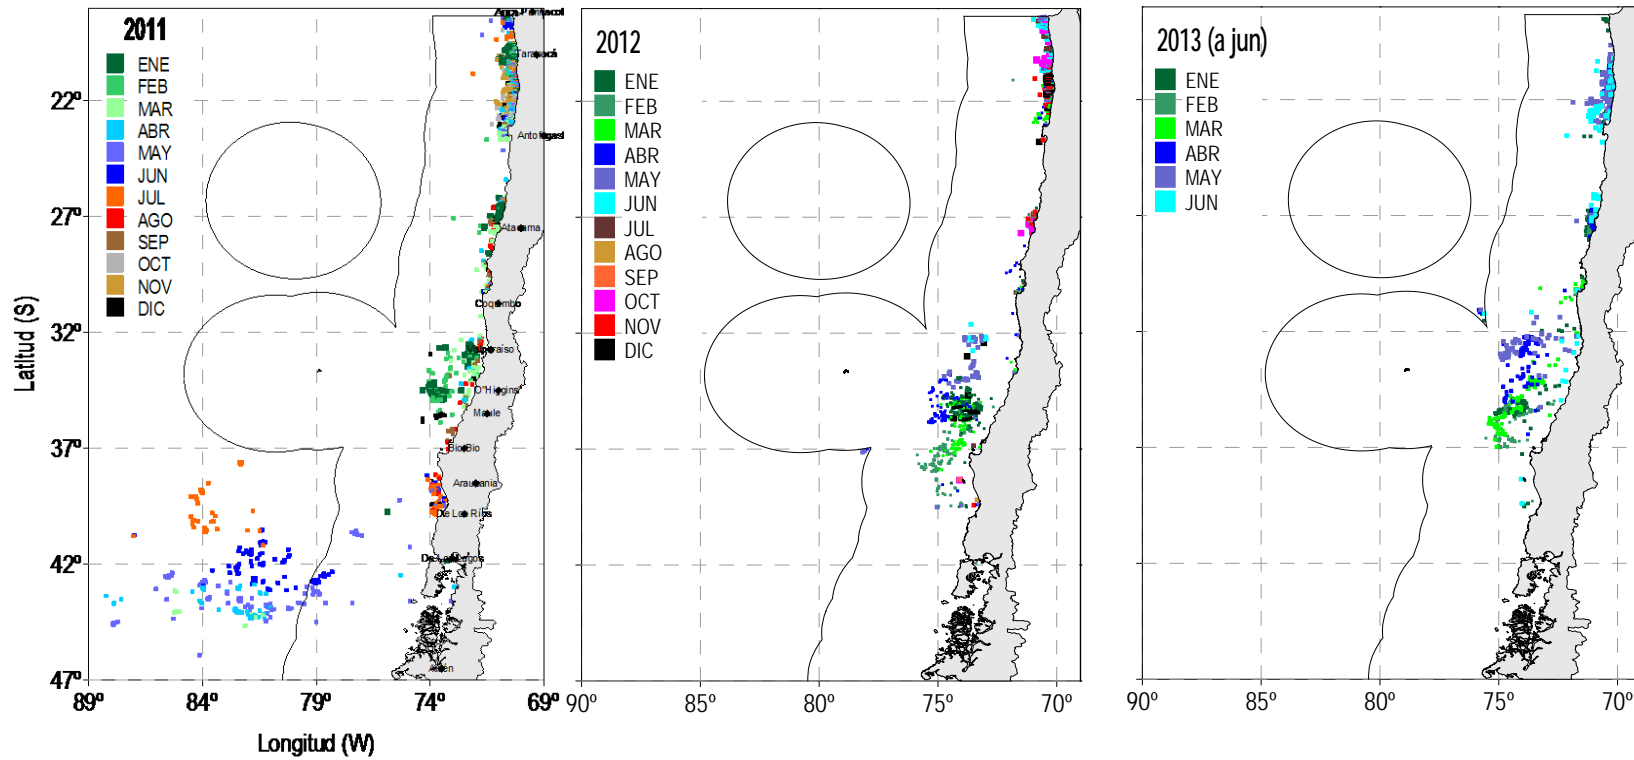 2011
ENE
FEB
MAR
ABR
MAY
JUN
JUL
AGO
SEP
OCT
NOV
DIC
22º
27º
32º
37º
42º
47º
89º
84º
79º
74º
69º
Latitud (S)
Longitud (W)
Atacama
Coquimbo
Valparaíso
O'Higgins
Maule
Bio Bio
Araucania
De Los Rios
2012
ENE
FEB
MAR
ABR
MAY
JUN
JUL
AGO
SEP
OCT
NOV
DIC
90º
85º
80º
75º
70º
2013 (a jun)
ENE
FEB
MAR
ABR
MAY
JUN
90º
85º
80º
75º
70º